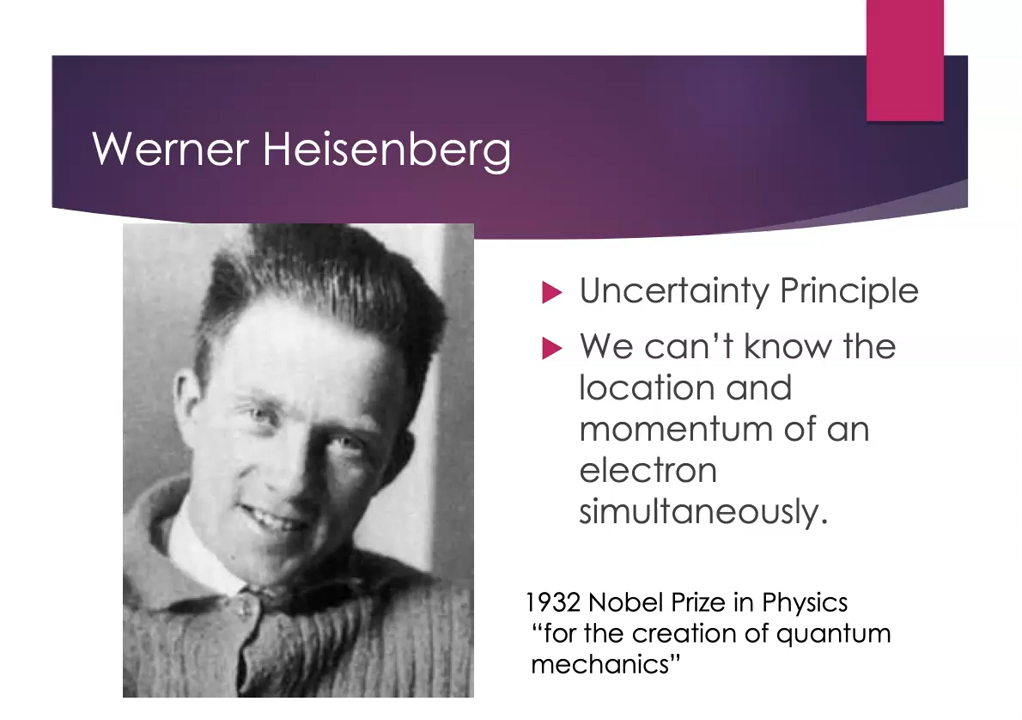 Werner Heisenberg
Uncertainty Principle
We can’t know the
location and
momentum of an
electron
simultaneously.
1932 Nobel Prize in Physics
“for the creation of quantum
mechanics”